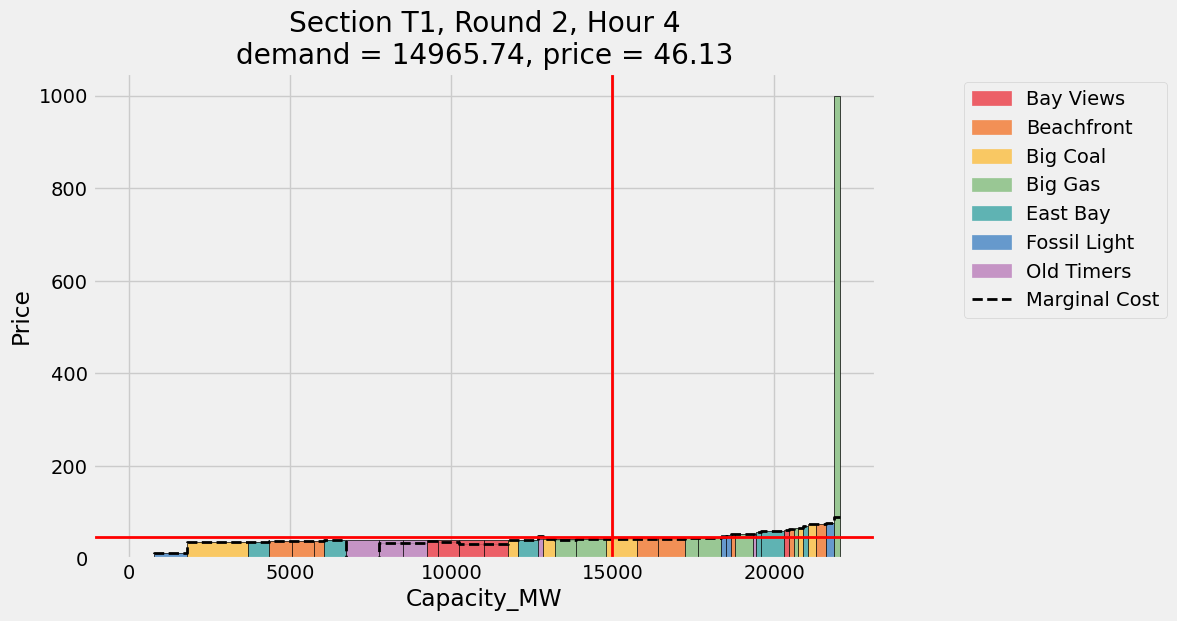 Section T1, Round 2, Hour 4
demand = 14965.74, price = 46.13
1000
800
600
400
200
0
Price
0
5000
10000
15000
20000
Capacity_MW
Bay Views
Beachfront
Big Coal
Big Gas
East Bay
Fossil Light
Old Timers
Marginal Cost